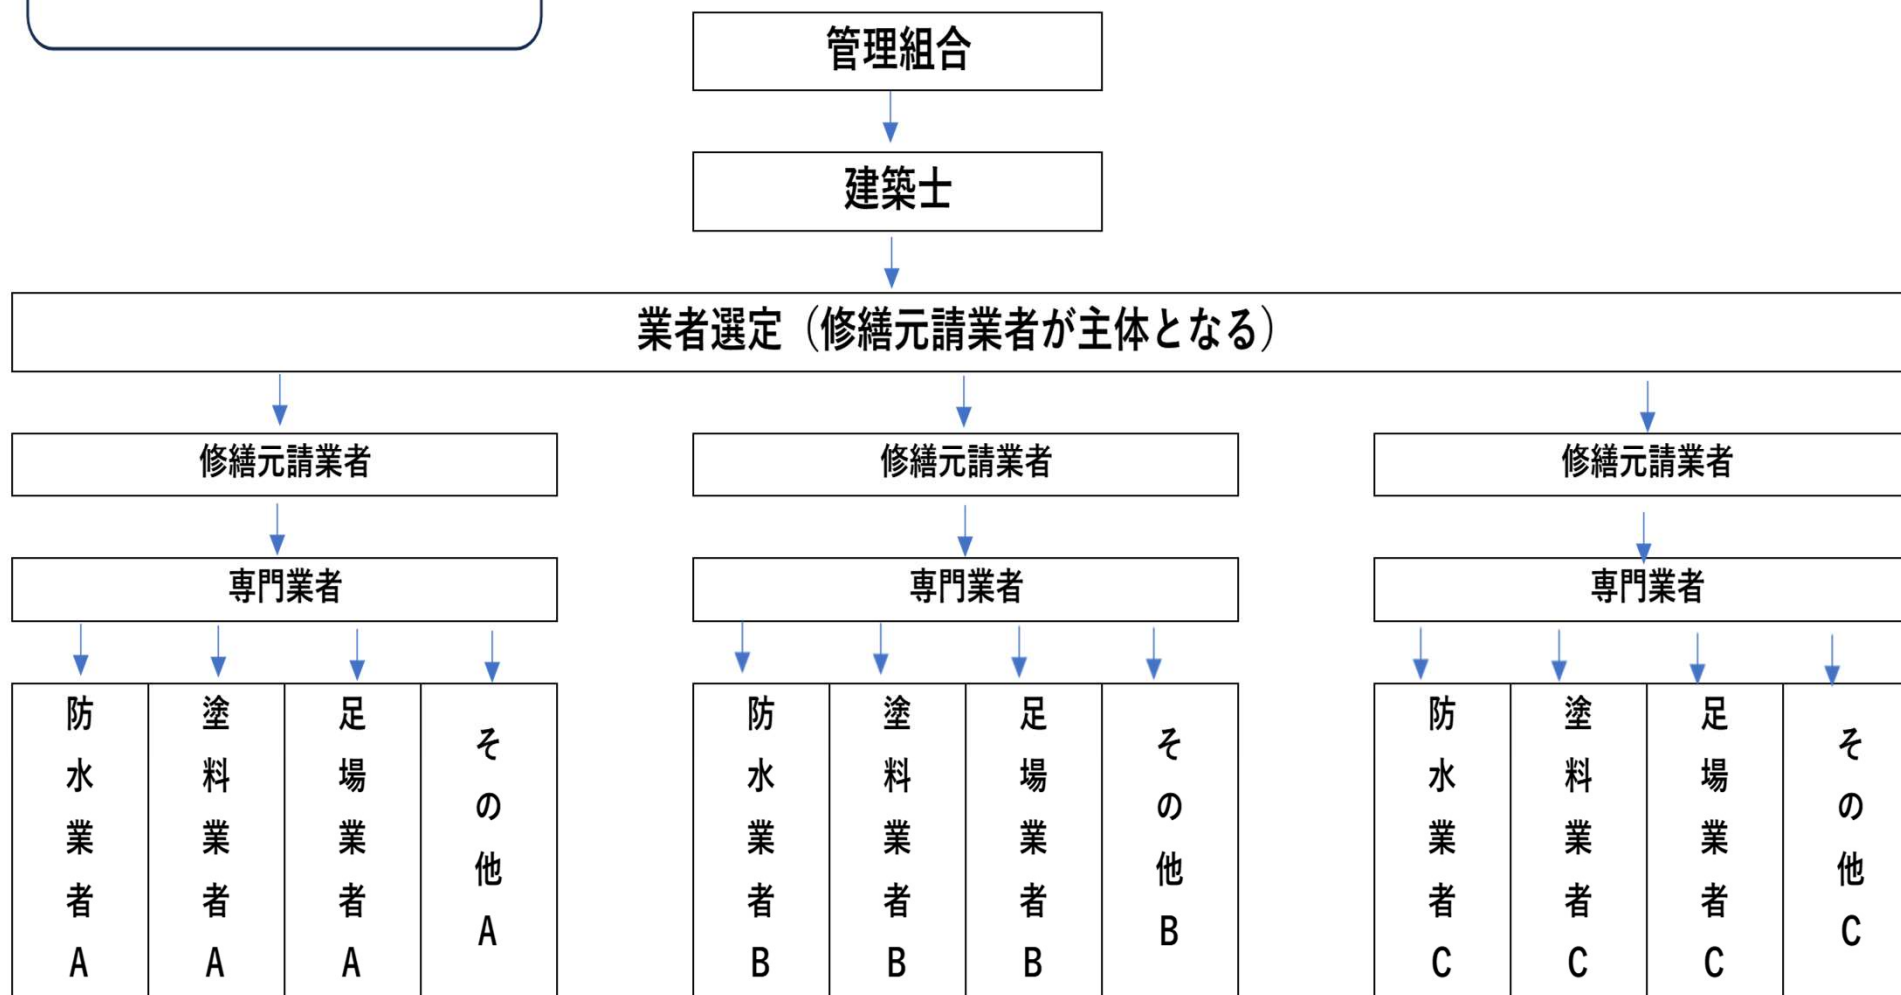 管理組合
建築士
業者選定（修繕元請業者が主体となる）
修繕元請業者
修繕元請業者
修繕元請業者
専門業者
専門業者
専門業者
防水業者A
塗料業者A
足場業者A
その他A
防水業者B
塗料業者B
足場業者B
その他B
防水業者C
塗料業者C
足場業者C
その他C